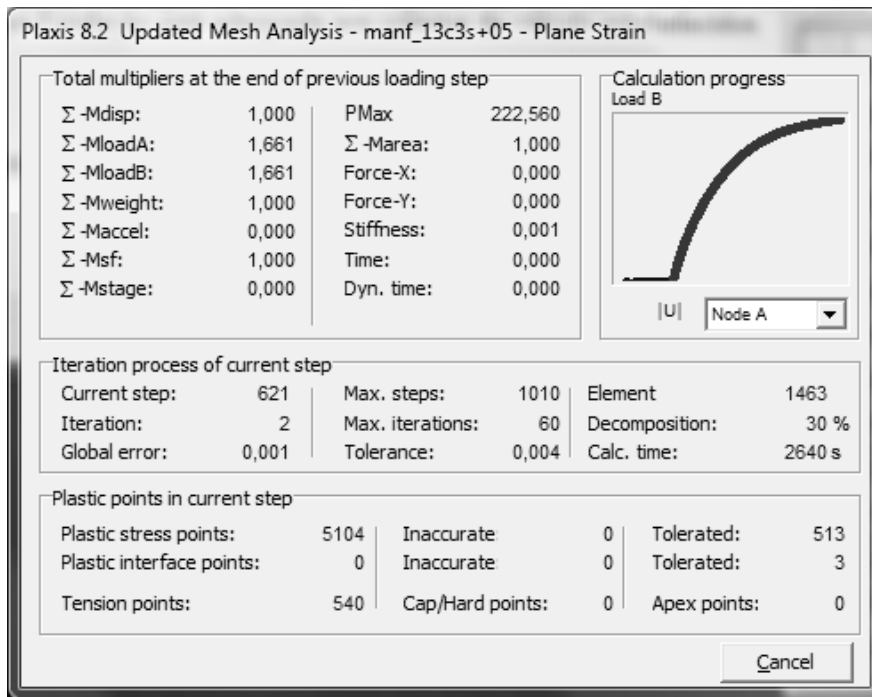 Plaxis 8.2 Updated Mesh Analysis - manf_13c3s+05 - Plane Strain
Total multipliers at the end of previous loading step
Σ -Mdisp: 1,000 PMax 222,560
Σ -MloadA: 1,661 Σ -Marea: 1,000
Σ -MloadB: 1,661 Force-X: 0,000
Σ -Mweight: 1,000 Force-Y: 0,000
Σ -Maccel: 0,000 Stiffness: 0,001
Σ -Msf: 1,000 Time: 0,000
Σ -Mstage: 0,000 Dyn. time: 0,000
Calculation progress
Load B
|U| Node A
Iteration process of current step
Current step: 621 Max. steps: 1010 Element 1463
Iteration: 2 Max. iterations: 60 Decomposition: 30 %
Global error: 0,001 Tolerance: 0,004 Calc. time: 2640 s
Plastic points in current step
Plastic stress points: 5104 Inaccurate 0 Tolerated: 513
Plastic interface points: 0 Inaccurate 0 Tolerated: 3
Tension points: 540 Cap/Hard points: 0 Apex points: 0
Cancel